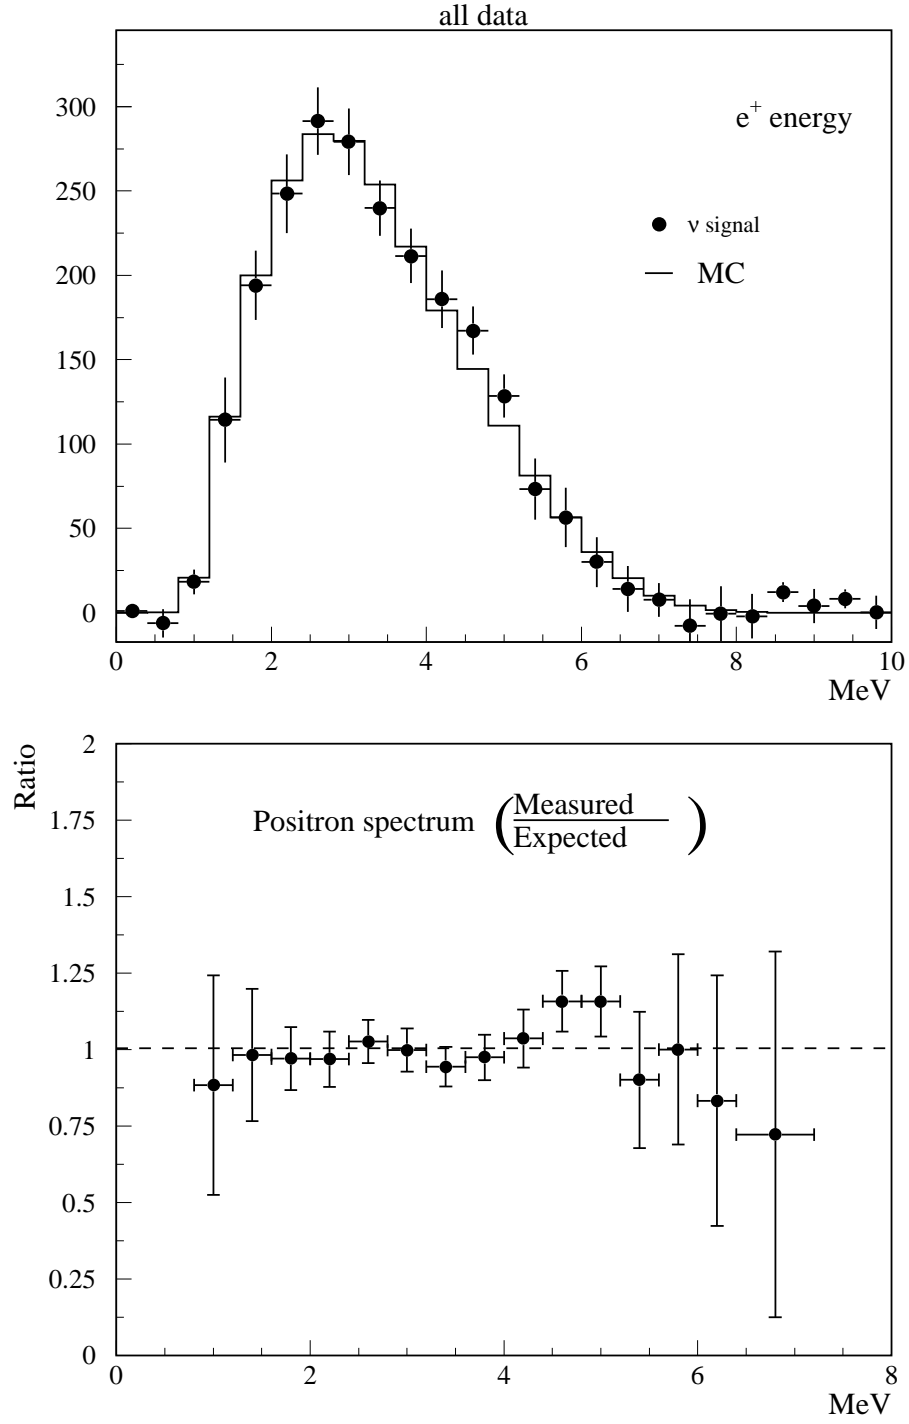 all data
300
250
200
150
100
50
0
e+ energy
ν signal
MC
0 2 4 6 8 10
MeV
Ratio
2
1.75
1.5
1.25
1
0.75
0.5
0.25
0
Positron spectrum (Measured
Expected)
0 2 4 6 8
MeV